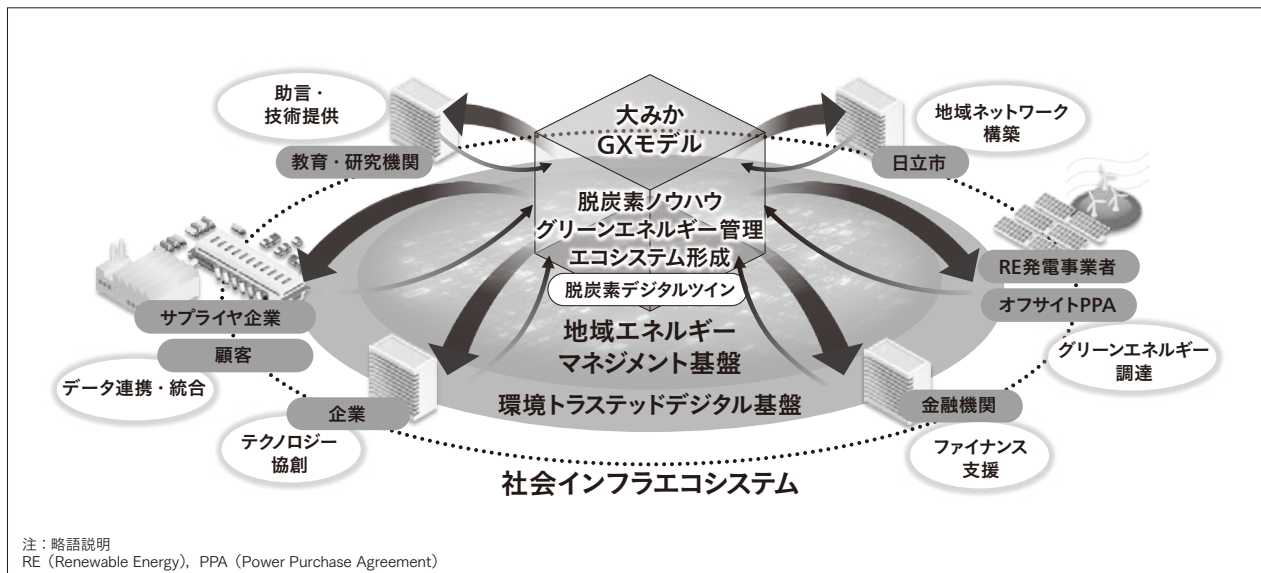 助言・
技術提供
教育・研究機関
大みか
GXモデル
日立市
地域ネットワーク
構築
脱炭素ノウハウ
グリーンエネルギー管理
エコシステム形成
脱炭素デジタルツイン
地域エネルギー
マネジメント基盤
環境トラステッドデジタル基盤
サプライヤ企業
顧客
データ連携・統合
企業
テクノロジー
協創
RE発電事業者
オフサイトPPA
グリーンエネルギー
調達
金融機関
ファイナンス
支援
社会インフラエコシステム
注：略語説明
RE（Renewable Energy），PPA（Power Purchase Agreement）